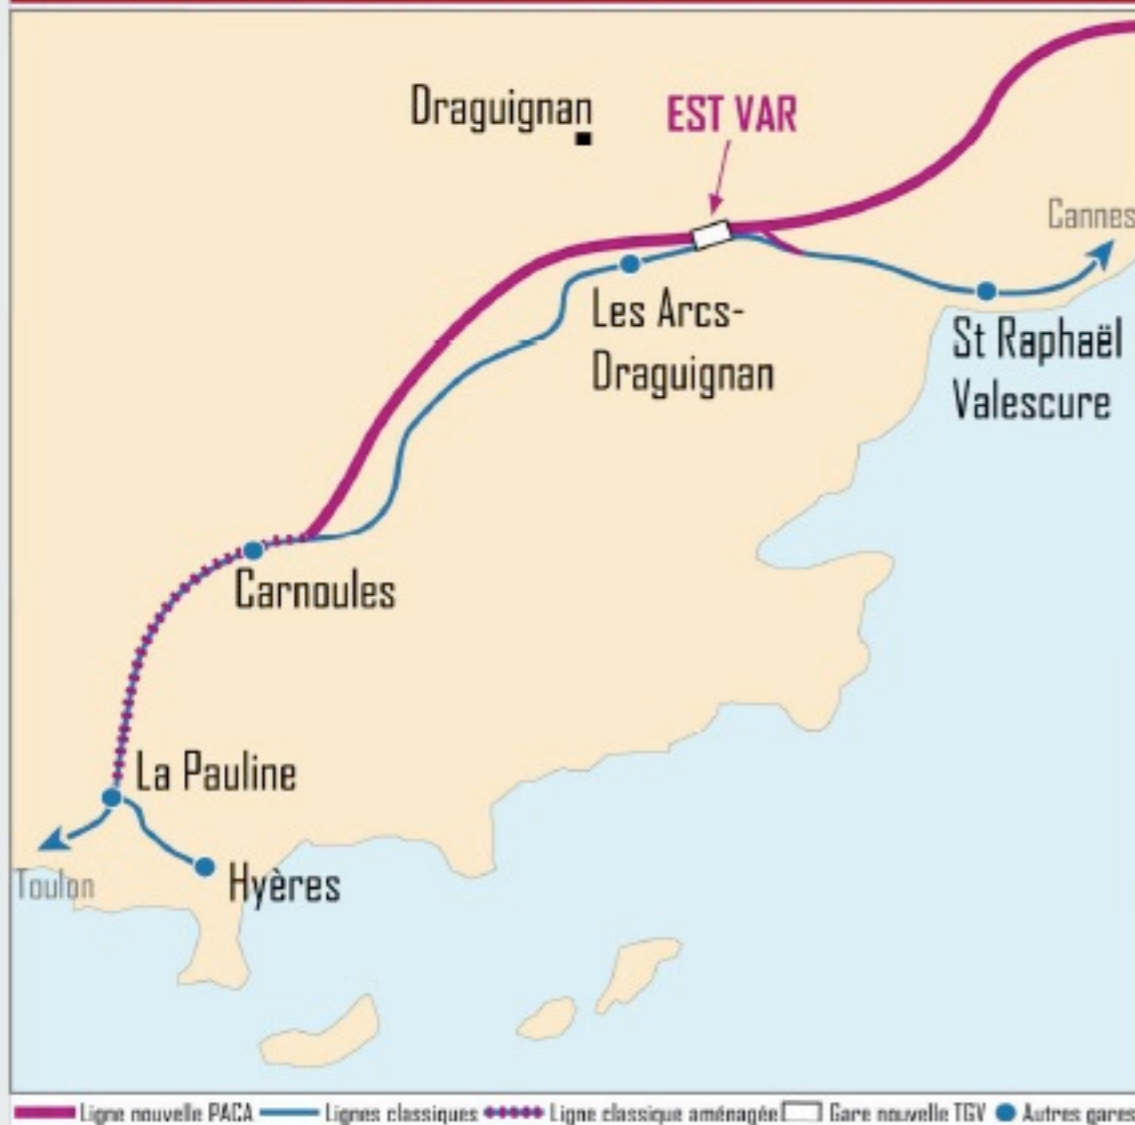 Draguignan
EST VAR
Cannes
Les Arcs-
Draguignan
St Raphaël
Valescure
Carnoules
La Pauline
Toulon
Hyères
Ligne nouvelle PACA Lignes classiques Ligne classique aménagée Gare nouvelle TGV Autres gares